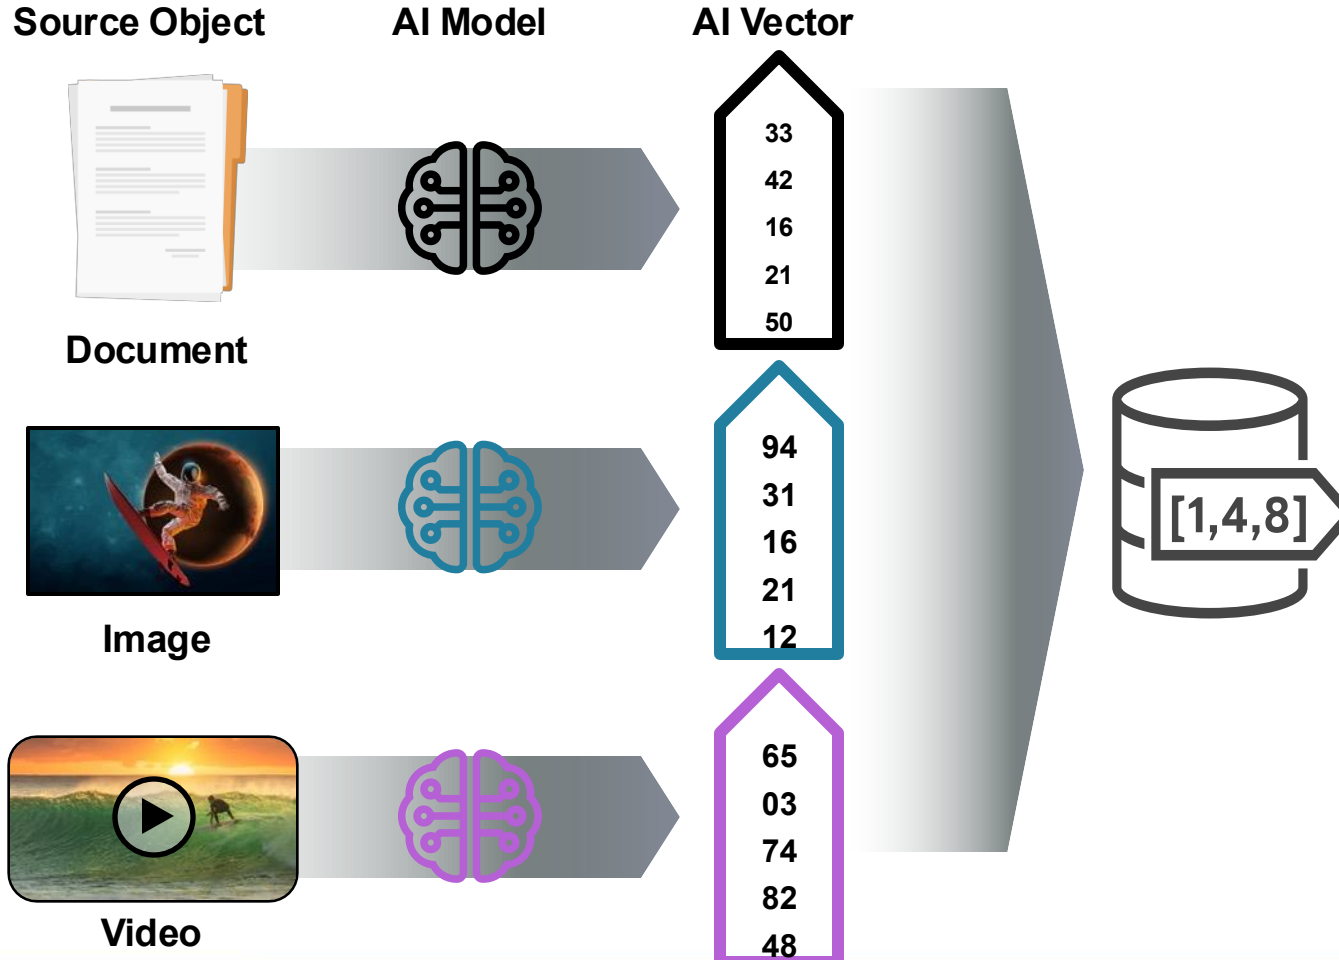 Source Object
AI Model
AI Vector
33
42
16
21
50
Document
94
31
16
21
12
Image
[1,4,8]
65
03
74
82
48
Video